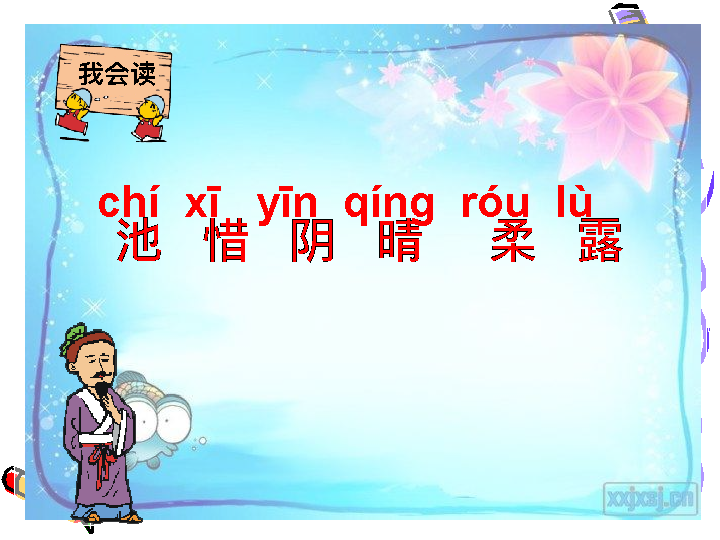 我会读
chí xī yīn qíng róu lù
池 惜 阴 晴 柔 露
xxjxsj.cn